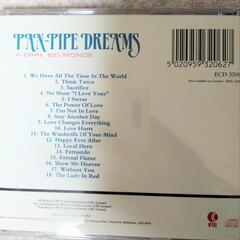 PAN-PIPE DREAMS
PIERRE BELMONDE
5 020959 320627
ECD 3206
1. We Have All The Time In The World
2. Think Twice
3. Sacrifice
4. No More "I Love Yous"
5. I Swear
6. The Power Of Love
7. I'm Not In Love
8. Stay Another Day
9. Love Changes Everything
10. Love Hurts
11. The Windmills Of Your Mind
12. Happy Ever After
13. Local Hero
14. Fernando
15. Eternal Flame
16. Show Me Heaven
17. Without You
18. The Lady In Red